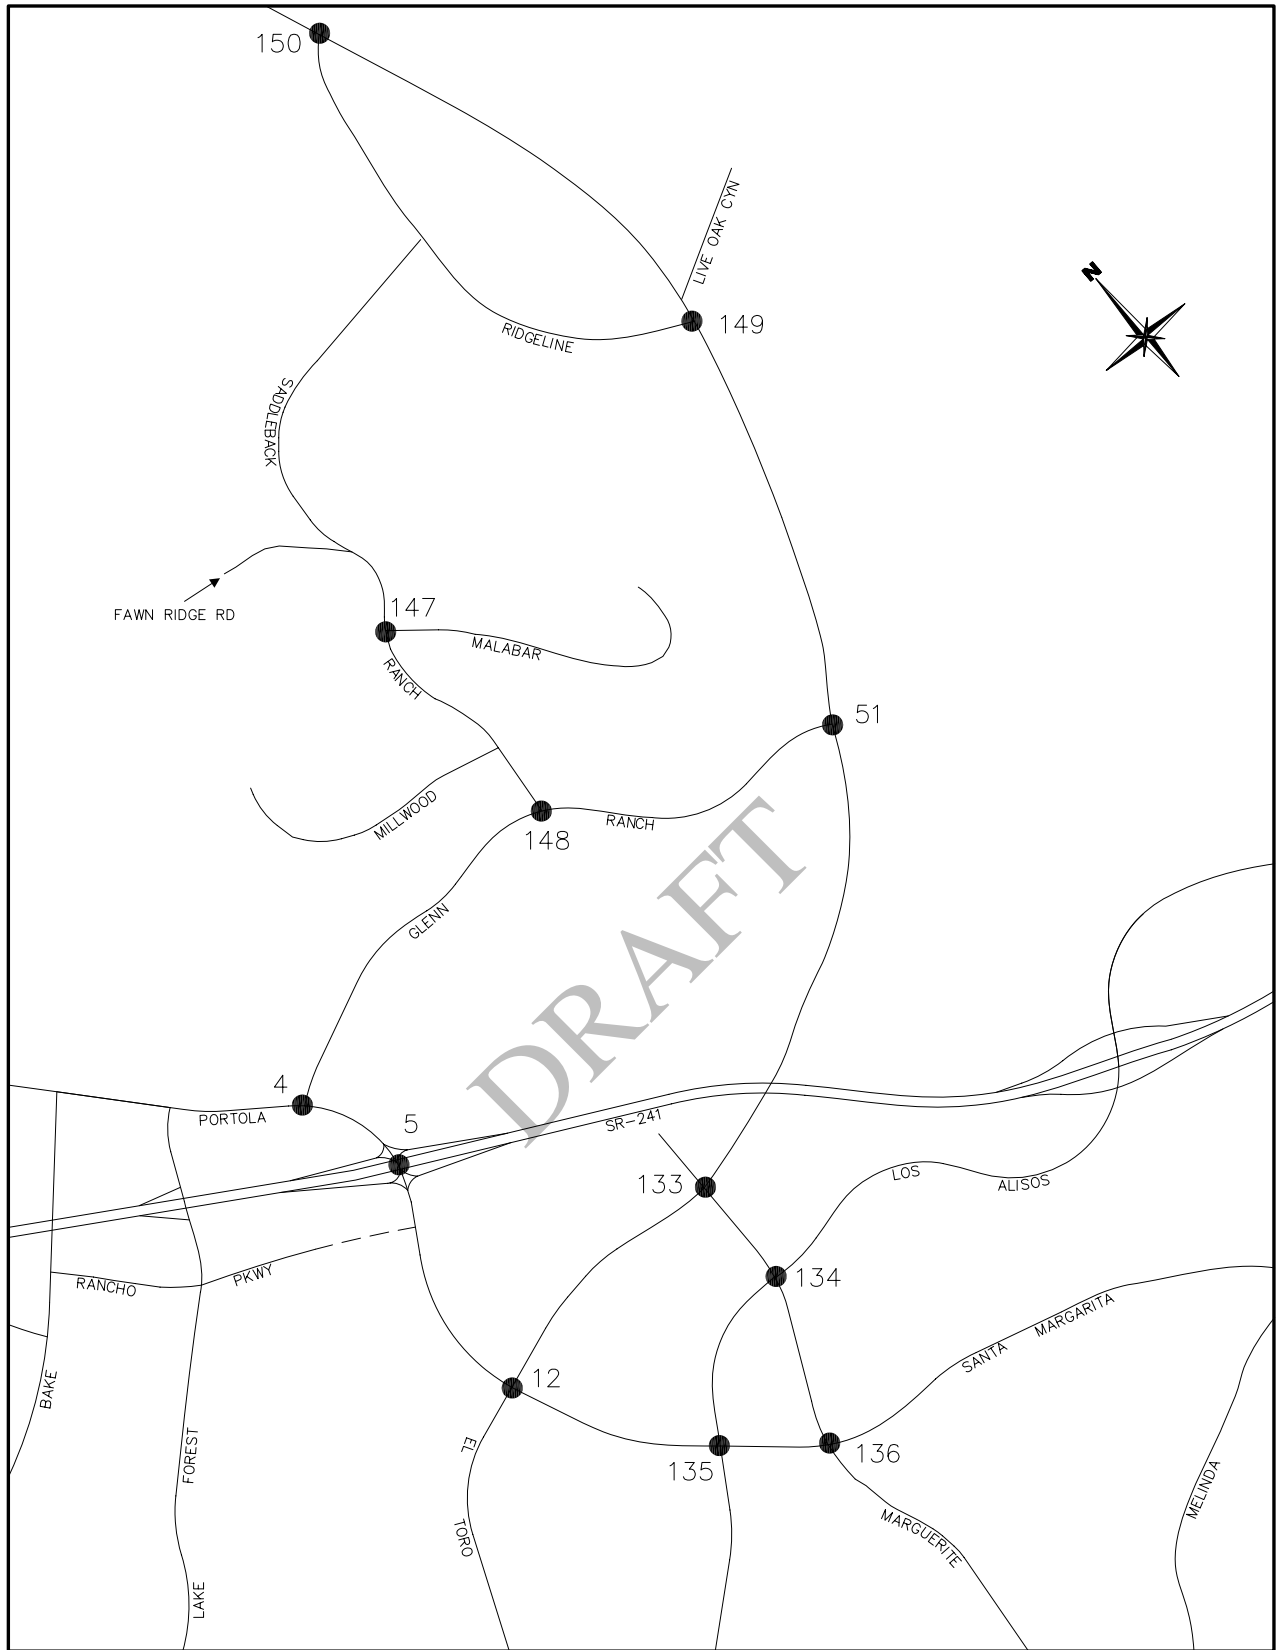 150
LIVE OAK CYN
N
149
RIDGELINE
SADDLEBACK
FAWN RIDGE RD
147
MALABAR
RANCH
51
MILLWOOD
148
RANCH
GLENN
DRAFT
4
PORTOLA
5
SR-241
133
LOS
ALISOS
RANCHO
PKWY
134
SANTA
MARGARITA
BAKE
12
EL
FOREST
135
136
MELINDA
MARGUERITE
TORO
LAKE